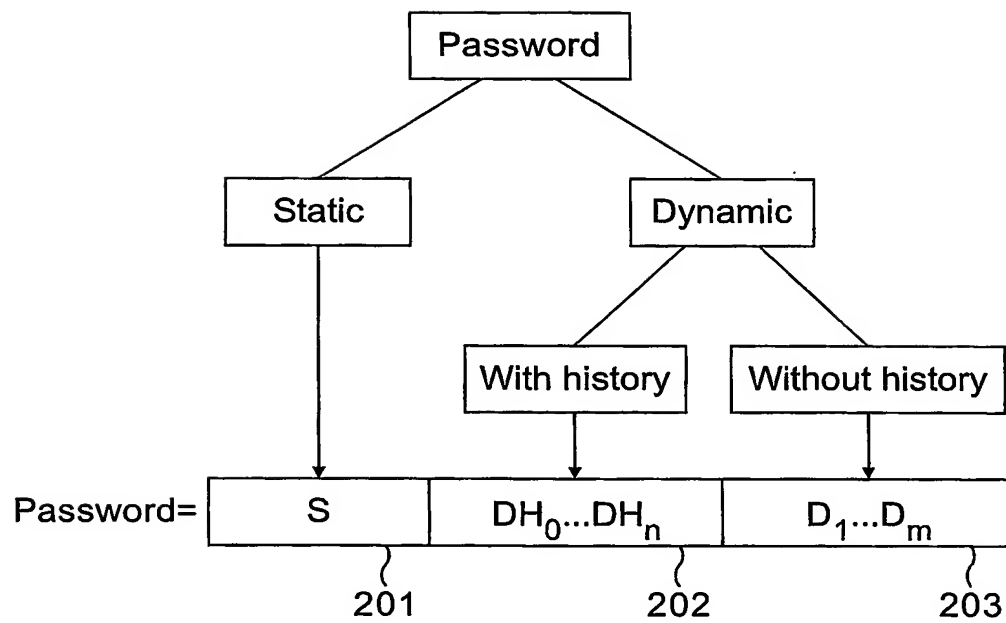 Password
Static Dynamic
With history Without history
Password= S DH₀...DHₙ D₁...Dₘ
201 202 203